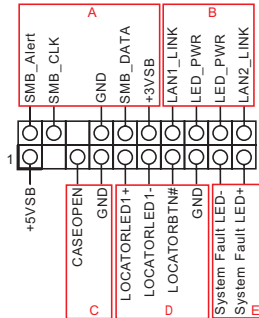 A
B
SMB_Alert
SMB_CLK
GND
SMB_DATA
+3VSB
LAN1_LINK
LED_PWR
LED_PWR
LAN2_LINK
1
+5VSB
CASEOPEN
GND
LOCATORLED1+
LOCATORLED1-
LOCATORBTN#
GND
System Fault LED-
System Fault LED+
C
D
E